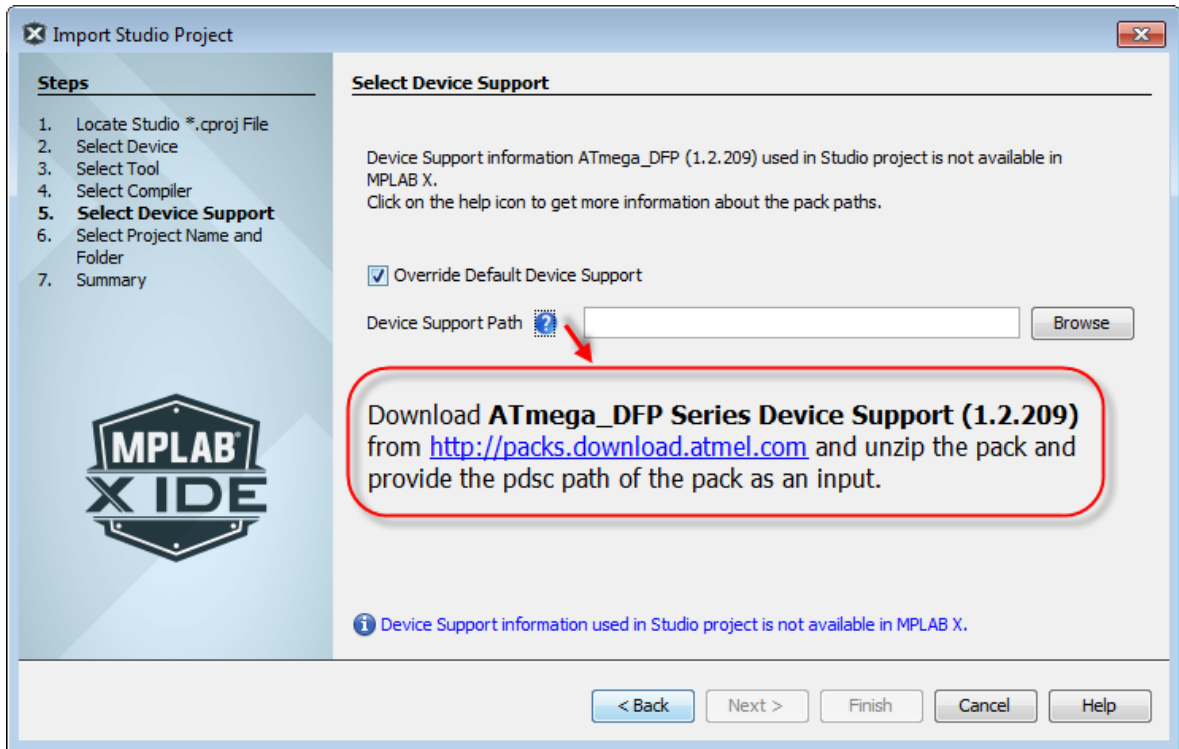 Import Studio Project
Steps
1. Locate Studio *.cproj File
2. Select Device
3. Select Tool
4. Select Compiler
5. Select Device Support
6. Select Project Name and
Folder
7. Summary
MPLAB
X IDE
Select Device Support
Device Support information ATmega_DFP (1.2.209) used in Studio project is not available in
MPLAB X.
Click on the help icon to get more information about the pack paths.
Override Default Device Support
Device Support Path ? Browse
Download ATmega_DFP Series Device Support (1.2.209)
from http://packs.download.atmel.com and unzip the pack and
provide the pdsc path of the pack as an input.
Device Support information used in Studio project is not available in MPLAB X.
< Back Next > Finish Cancel Help